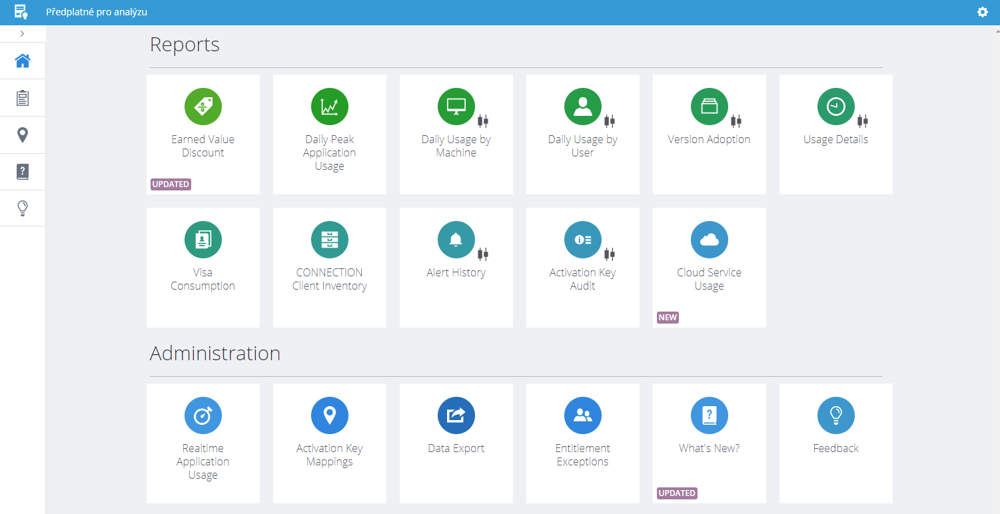 Předplatné pro analýzu
Reports
Earned Value
Discount
UPDATED
Daily Peak
Application
Usage
Daily Usage by
Machine
Daily Usage by
User
Version Adoption
Usage Details
Visa
Consumption
CONNECTION
Client Inventory
Alert History
Activation Key
Audit
Cloud Service
Usage
NEW
Administration
Realtime
Application
Usage
Activation Key
Mappings
Data Export
Entitlement
Exceptions
What's New?
UPDATED
Feedback